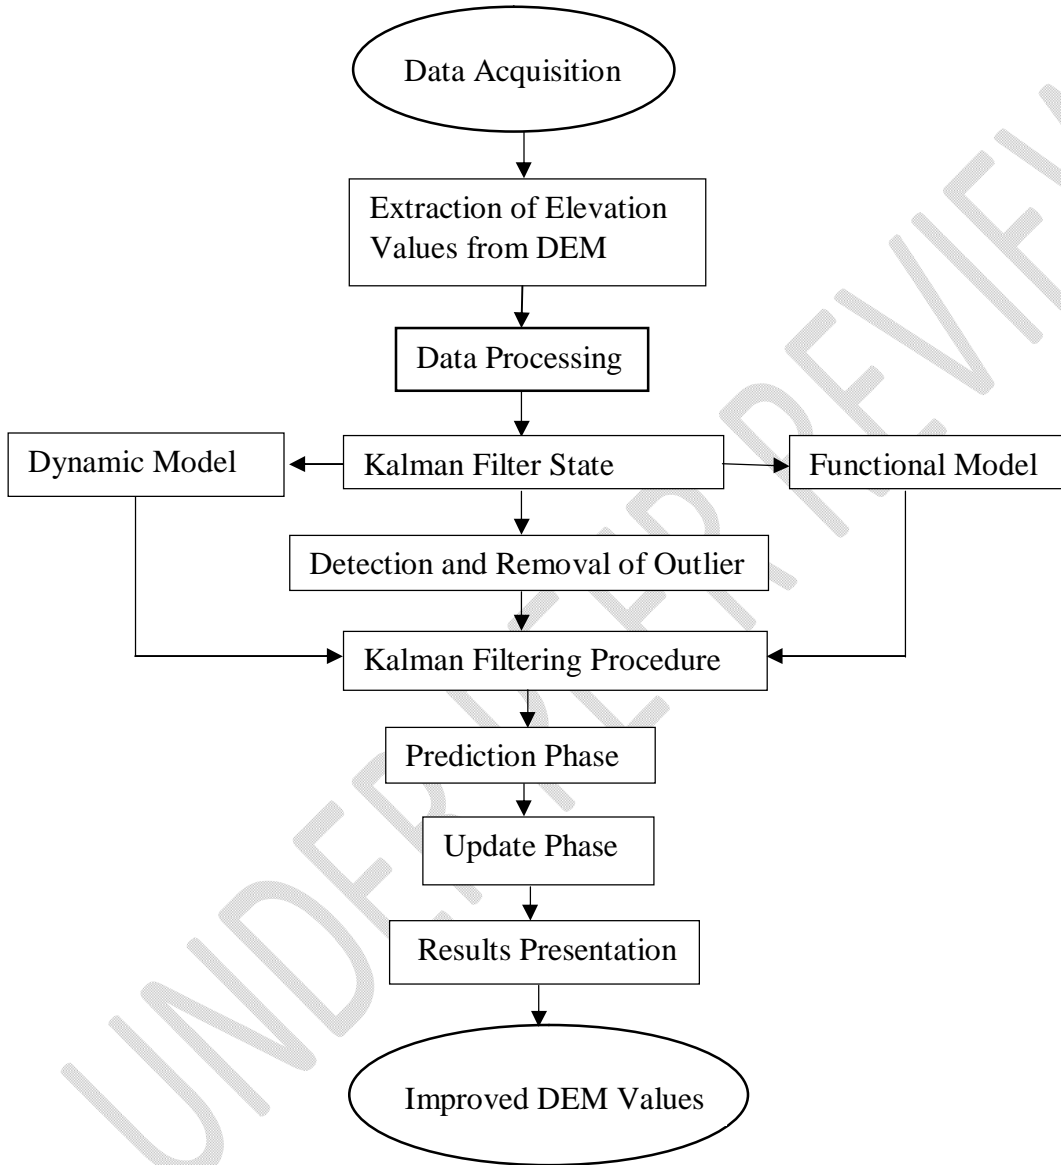 Data Acquisition
Extraction of Elevation
Values from DEM
Data Processing
Dynamic Model
Kalman Filter State
Functional Model
Detection and Removal of Outlier
Kalman Filtering Procedure
Prediction Phase
Update Phase
Results Presentation
Improved DEM Values
UNDER PEER REVIEW